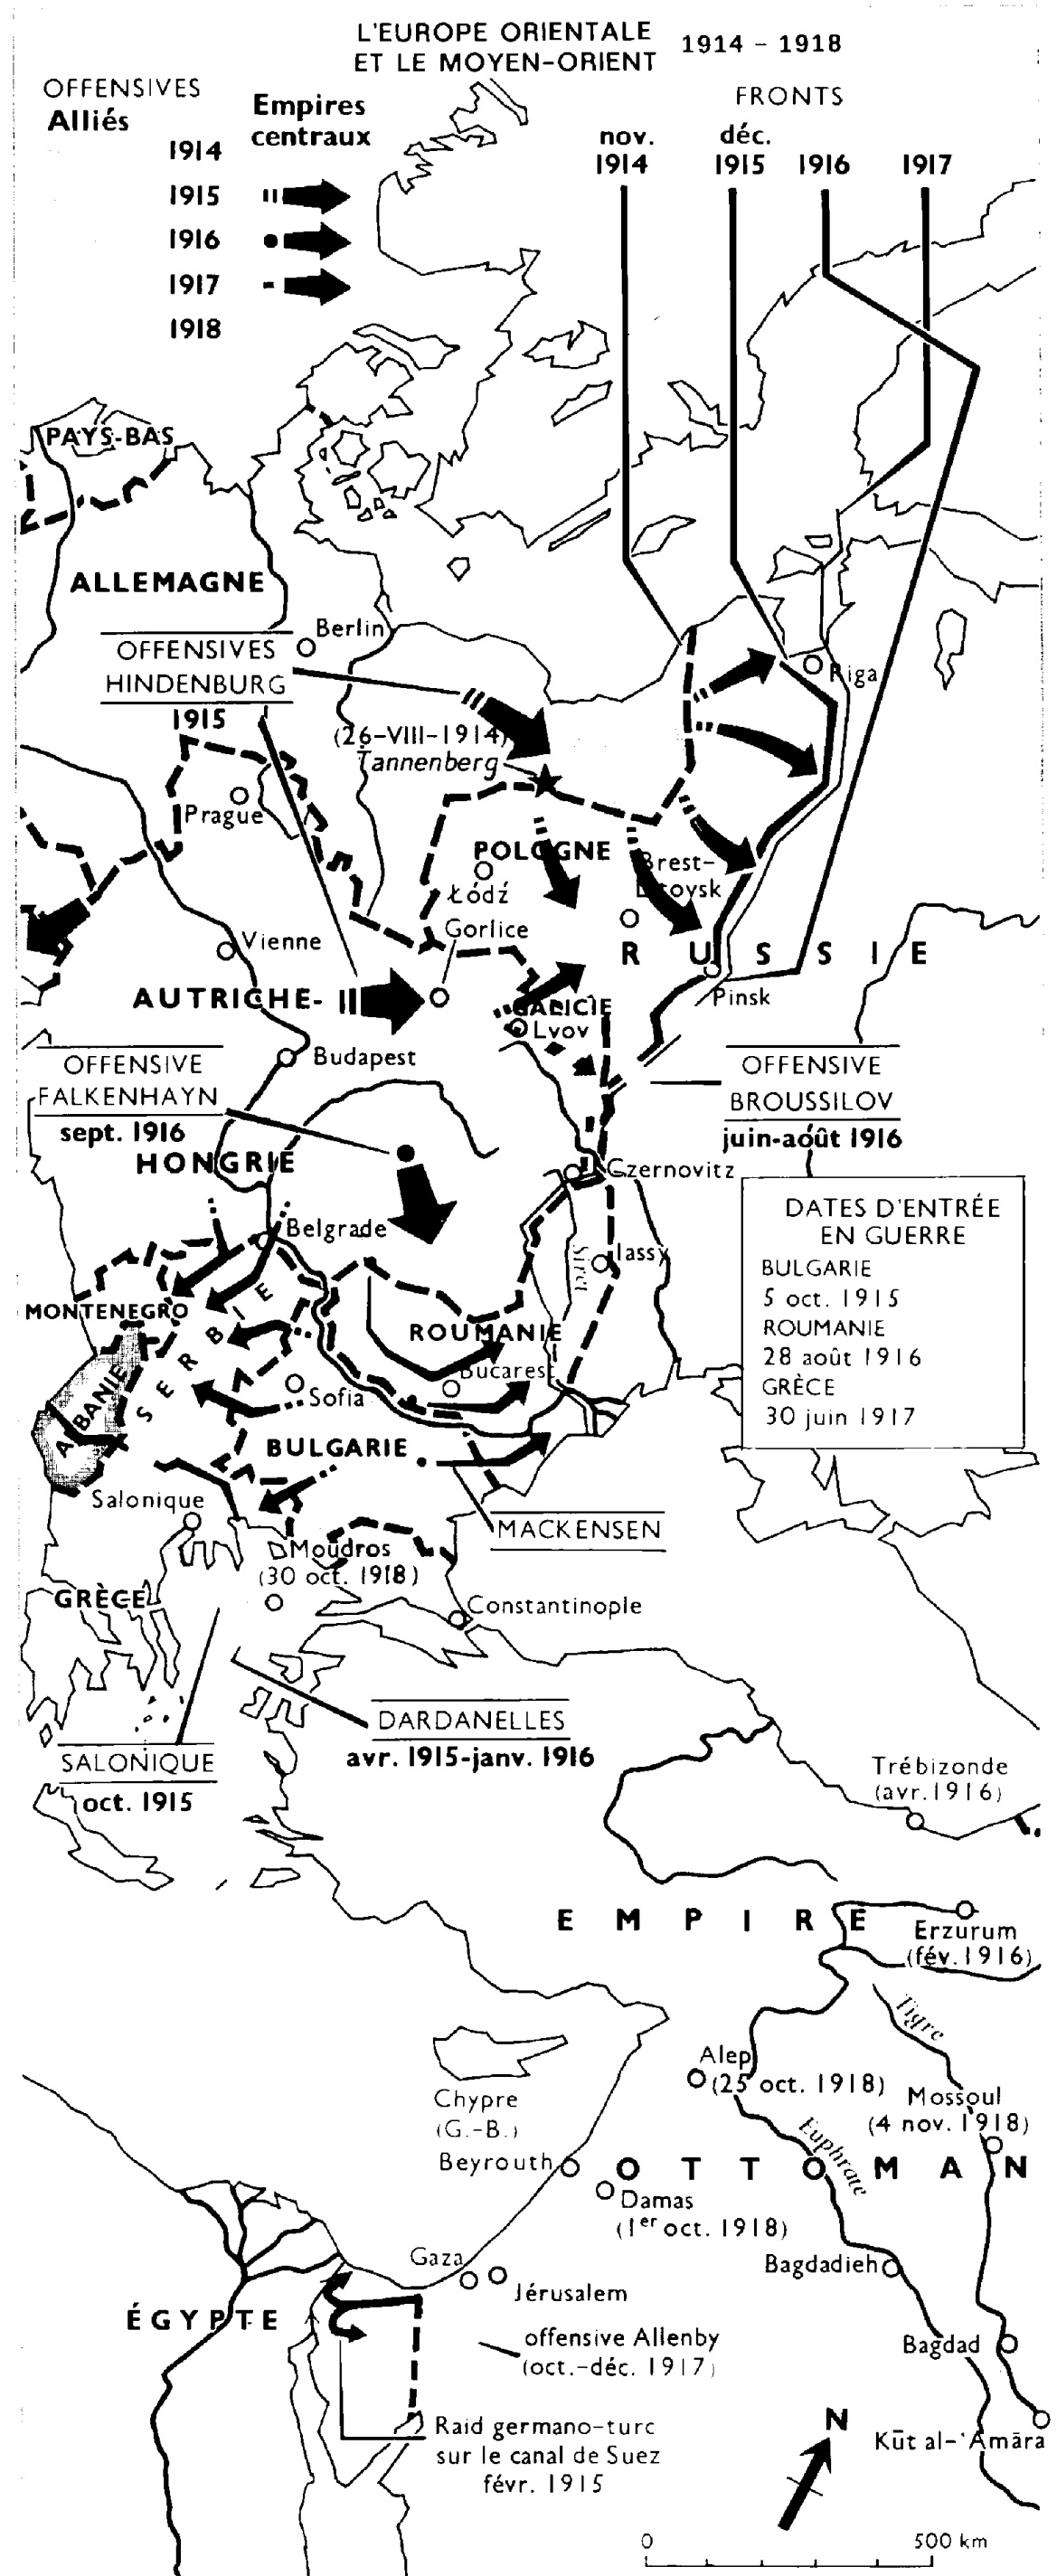 L'EUROPE ORIENTALE
ET LE MOYEN-ORIENT
1914 – 1918
OFFENSIVES
Alliés
Empires
centraux
1914
1915
1916
1917
1918
FRONTS
nov.
1914
déc.
1915
1916
1917
PAYS-BAS
ALLEMAGNE
Berlin
OFFENSIVES
HINDENBURG
1915
Riga
(26-VIII-1914)
Tannenberg
Prague
POLOGNE
Łódź
Brest-
Litovsk
Gorlice
Vienne
RUSSIE
AUTRICHE-
Pinsk
GALICIE
Lvov
Budapest
OFFENSIVE
FALKENHAYN
sept. 1916
OFFENSIVE
BROUSSILOV
juin-août 1916
HONGRIE
Czernovitz
DATES D'ENTRÉE
EN GUERRE
BULGARIE
5 oct. 1915
ROUMANIE
28 août 1916
GRÈCE
30 juin 1917
Belgrade
Iassy
Siret
MONTENEGRO
SERBIE
ROUMANIE
Bucarest
ALBANIE
Sofia
BULGARIE
Salonique
MACKENSEN
Moudros
(30 oct. 1918)
GRÈCE
Constantinople
DARDANELLES
avr. 1915-janv. 1916
SALONIQUE
oct. 1915
Trébizonde
(avr. 1916)
EMPIRE
Erzurum
(fév. 1916)
Tigre
Alep
(25 oct. 1918)
Mossoul
(4 nov. 1918)
Chypre
(G.-B.)
Euphrate
Beyrouth
OTTOMAN
Damas
(1er oct. 1918)
Gaza
Bagdadieh
Jérusalem
ÉGYPTE
offensive Allenby
(oct.-déc. 1917)
Bagdad
Raid germano-turc
sur le canal de Suez
févr. 1915
N
Kūt al-'Amāra
0
500 km